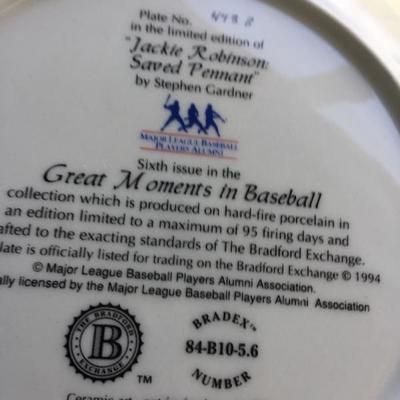 Plate No.
in the limited edition of
"Jackie Robinson:
Saved Pennant"
by Stephen Gardner
MAJOR LEAGUE BASEBALL
PLAYERS ALUMNI
Sixth issue in the
Great Moments in Baseball
collection which is produced on hard-fire porcelain in
an edition limited to a maximum of 95 firing days and
afted to the exacting standards of The Bradford Exchange.
late is officially listed for trading on the Bradford Exchange © 1994
© Major League Baseball Players Alumni Association.
ally licensed by the Major League Baseball Players Alumni Association
THE BRADFORD
B
EXCHANGE
TM
BRADEX™
84-B10-5.6
NUMBER